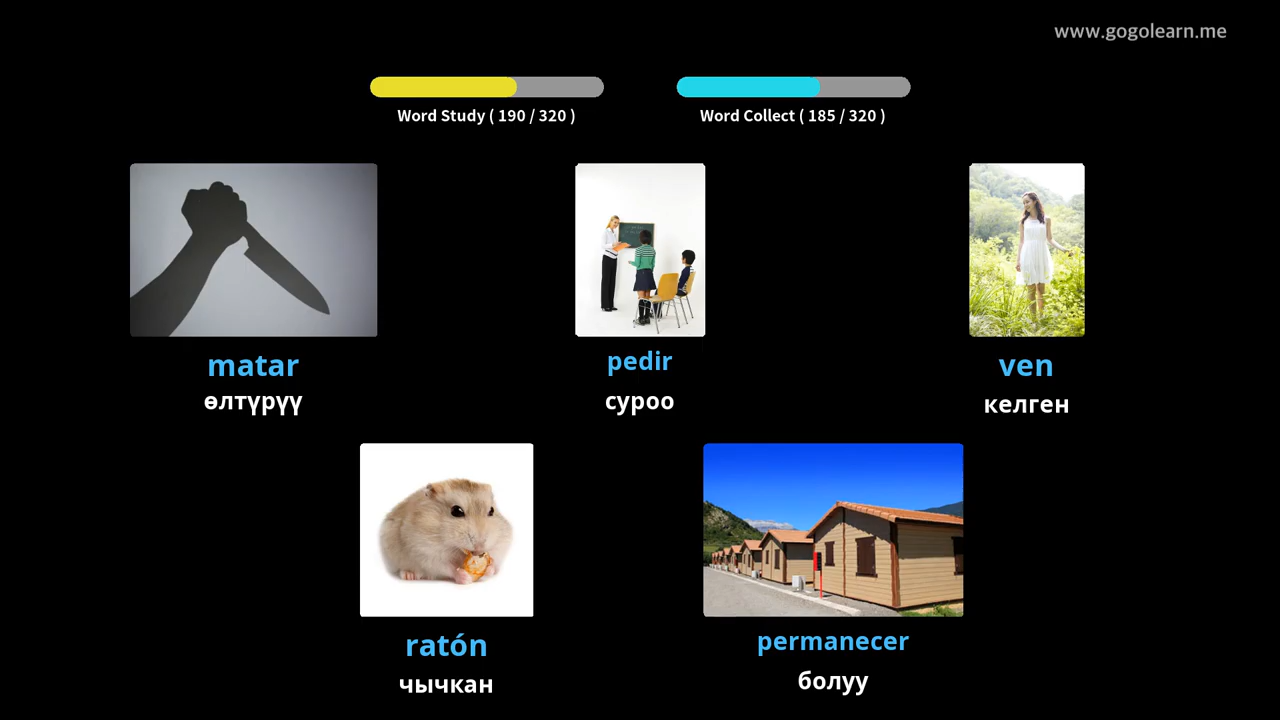 www.gogolearn.me
Word Study ( 190 / 320 )
Word Collect ( 185 / 320 )
matar
өлтүрүү
pedir
суроо
ven
келген
ratón
чычкан
permanecer
болуу